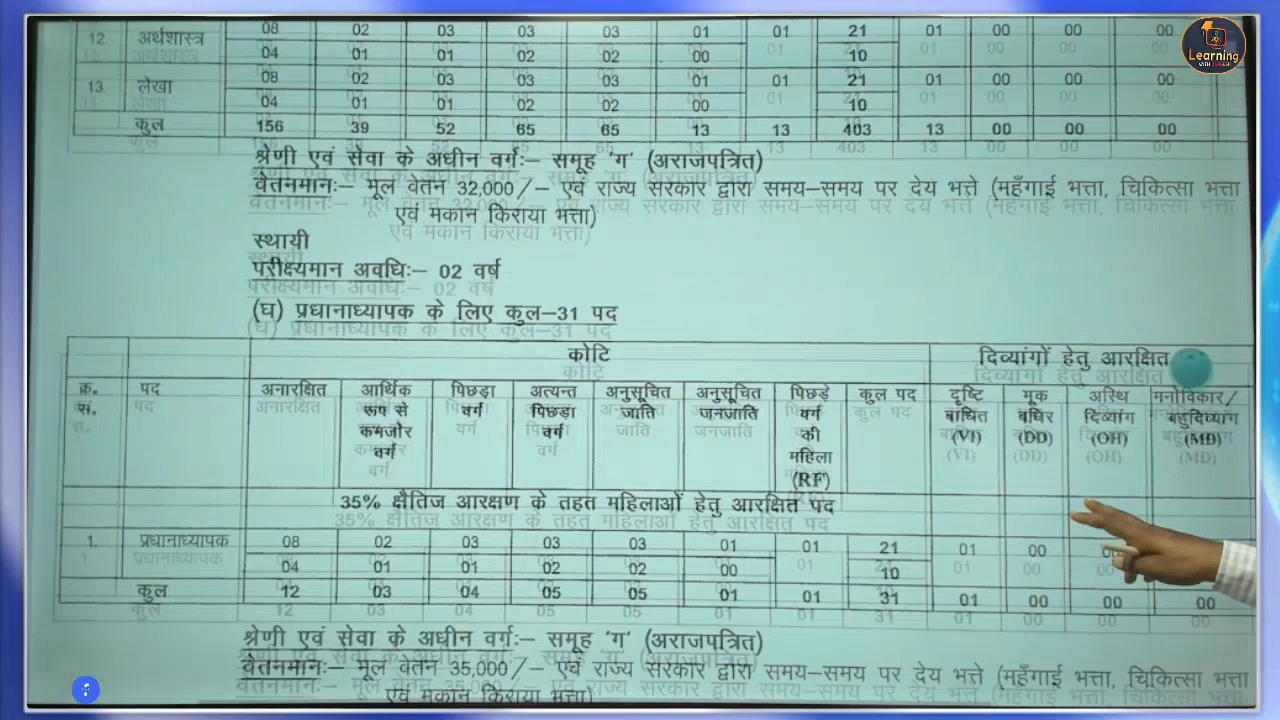 12. अर्थशास्त्र 08 02 03 03 03 01 01 21 01 00 00 00
04 01 01 02 02 00 10
13. लेखा 08 02 03 03 03 01 01 21 01 00 00 00
04 01 01 02 02 00 10
कुल 156 39 52 65 65 13 13 403 13 00 00 00
श्रेणी एवं सेवा के अधीन वर्गः– समूह 'ग' (अराजपत्रित)
वेतनमानः– मूल वेतन 32,000/– एवं राज्य सरकार द्वारा समय–समय पर देय भत्ते (महँगाई भत्ता, चिकित्सा भत्ता
एवं मकान किराया भत्ता)
स्थायी
परीक्ष्यमान अवधिः– 02 वर्ष
(घ) प्रधानाध्यापक के लिए कुल–31 पद
कोटि दिव्यांगों हेतु आरक्षित
क्र. पद अनारक्षित आर्थिक पिछड़ा अत्यन्त अनुसूचित अनुसूचित पिछड़े कुल पद दृष्टि मूक अस्थि मनोविकार/
सं. रूप से वर्ग पिछड़ा जाति जनजाति वर्ग बाधित बधिर दिव्यांग बहुदिव्यांग
कमजोर वर्ग की (VI) (DD) (OH) (MD)
वर्ग महिला
(RF)
35% क्षैतिज आरक्षण के तहत महिलाओं हेतु आरक्षित पद
1. प्रधानाध्यापक 08 02 03 03 03 01 01 21 01 00
04 01 01 02 02 00 10
कुल 12 03 04 05 05 01 01 31 01 00 00 00
श्रेणी एवं सेवा के अधीन वर्गः– समूह 'ग' (अराजपत्रित)
वेतनमानः– मूल वेतन 35,000/– एवं राज्य सरकार द्वारा समय–समय पर देय भत्ते (महँगाई भत्ता, चिकित्सा भत्ता
एवं मकान किराया भत्ता)
Learning